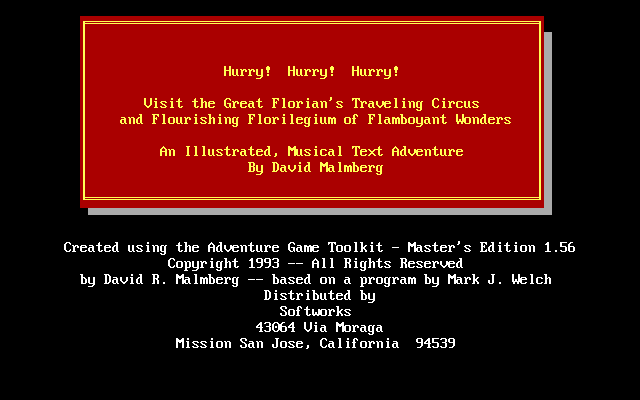 Hurry!  Hurry!  Hurry!
Visit the Great Florian's Traveling Circus
and Flourishing Florilegium of Flamboyant Wonders
An Illustrated, Musical Text Adventure
By David Malmberg
Created using the Adventure Game Toolkit - Master's Edition 1.56
Copyright 1993 -- All Rights Reserved
by David R. Malmberg -- based on a program by Mark J. Welch
Distributed by
Softworks
43064 Via Moraga
Mission San Jose, California  94539